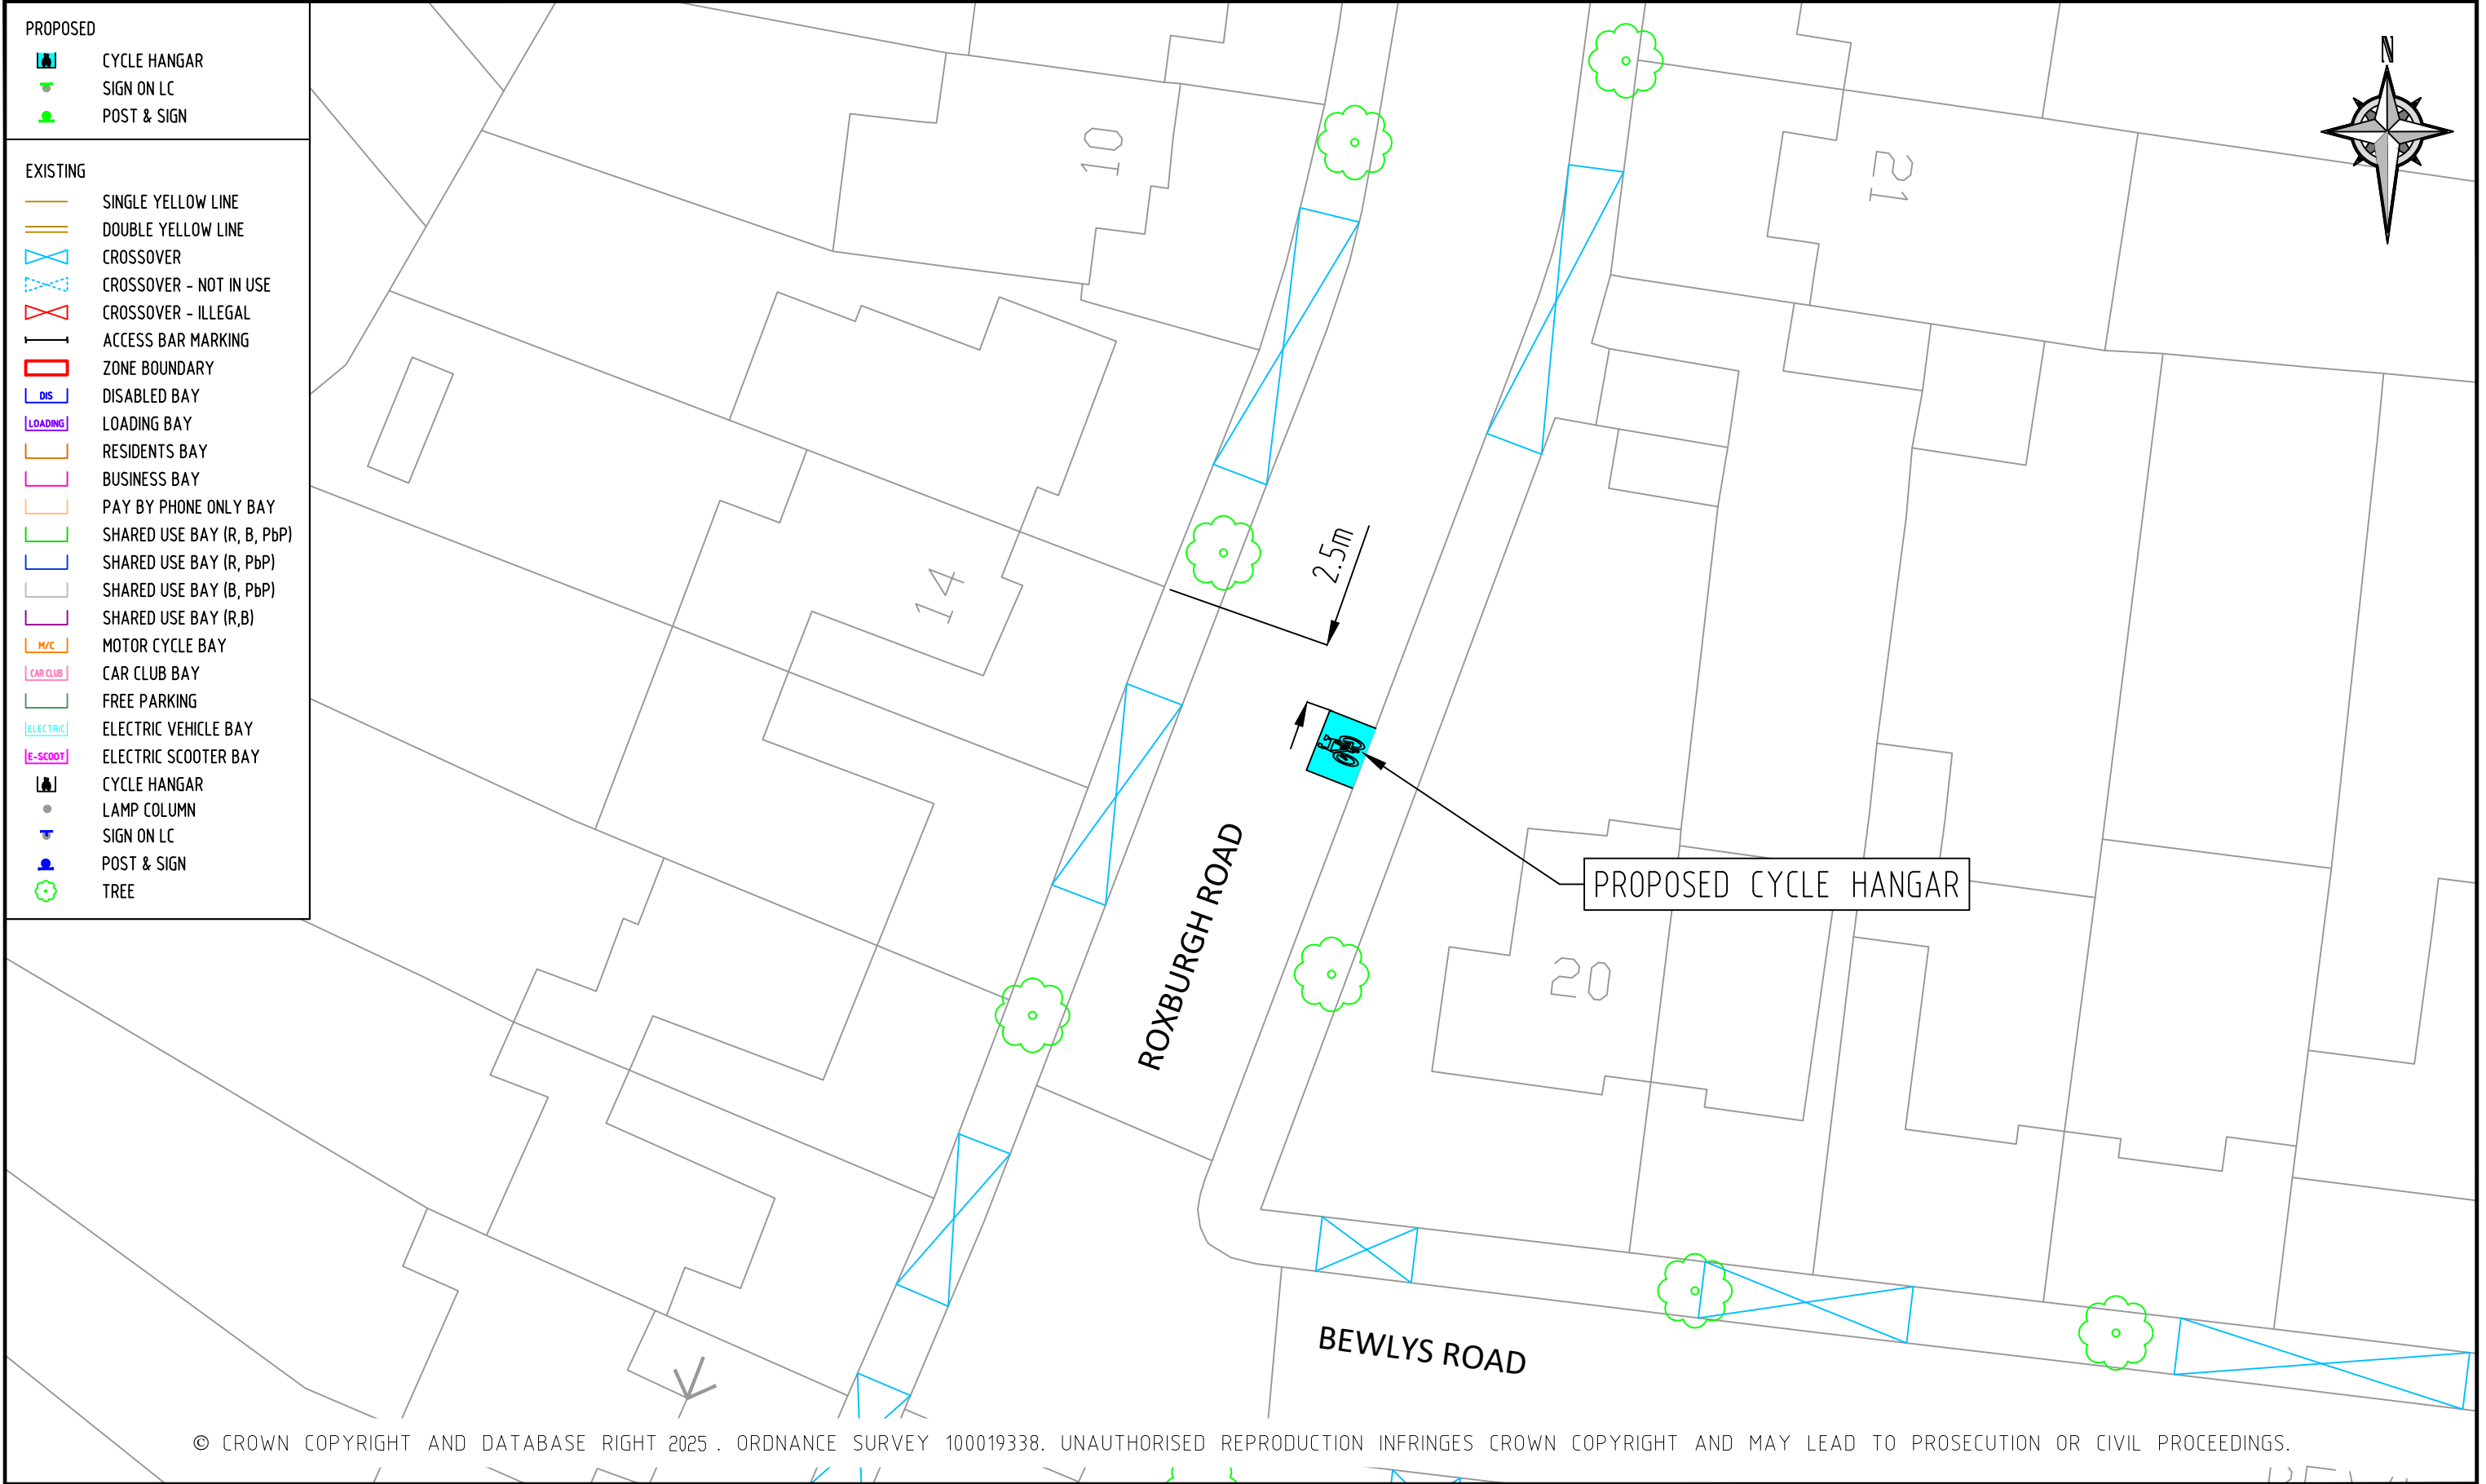 PROPOSED
CYCLE HANGAR
SIGN ON LC
POST & SIGN
EXISTING
SINGLE YELLOW LINE
DOUBLE YELLOW LINE
CROSSOVER
CROSSOVER - NOT IN USE
CROSSOVER - ILLEGAL
ACCESS BAR MARKING
ZONE BOUNDARY
DIS DISABLED BAY
LOADING LOADING BAY
RESIDENTS BAY
BUSINESS BAY
PAY BY PHONE ONLY BAY
SHARED USE BAY (R, B, PbP)
SHARED USE BAY (R, PbP)
SHARED USE BAY (B, PbP)
SHARED USE BAY (R,B)
M/C MOTOR CYCLE BAY
CAR CLUB CAR CLUB BAY
FREE PARKING
ELECTRIC ELECTRIC VEHICLE BAY
E-SCOOT ELECTRIC SCOOTER BAY
CYCLE HANGAR
LAMP COLUMN
SIGN ON LC
POST & SIGN
TREE
N
10
12
14
2.5m
PROPOSED CYCLE HANGAR
ROXBURGH ROAD
20
BEWLYS ROAD
© CROWN COPYRIGHT AND DATABASE RIGHT 2025 . ORDNANCE SURVEY 100019338. UNAUTHORISED REPRODUCTION INFRINGES CROWN COPYRIGHT AND MAY LEAD TO PROSECUTION OR CIVIL PROCEEDINGS.